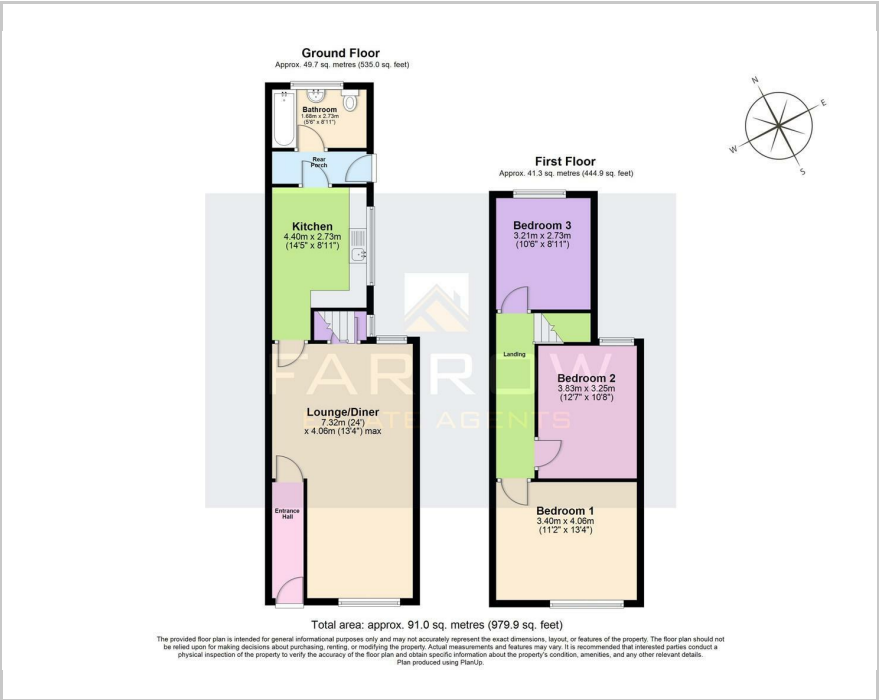 Ground Floor
Approx. 49.7 sq. metres (535.0 sq. feet)
Bathroom
1.68m x 2.73m
(5'6" x 8'11")
Rear
Porch
Kitchen
4.40m x 2.73m
(14'5" x 8'11")
Lounge/Diner
7.32m (24')
x 4.06m (13'4") max
Entrance
Hall
N
E
S
W
First Floor
Approx. 41.3 sq. metres (444.9 sq. feet)
Bedroom 3
3.21m x 2.73m
(10'6" x 8'11")
Landing
Bedroom 2
3.83m x 3.25m
(12'7" x 10'8")
Bedroom 1
3.40m x 4.06m
(11'2" x 13'4")
FARROW
ESTATE AGENTS
Total area: approx. 91.0 sq. metres (979.9 sq. feet)
The provided floor plan is intended for general informational purposes only and may not accurately represent the exact dimensions, layout, or features of the property. The floor plan should not
be relied upon for making decisions about purchasing, renting, or modifying the property. Actual measurements and features may vary. It is recommended that interested parties conduct a
physical inspection of the property to verify the accuracy of the floor plan and obtain specific information about the property's condition, amenities, and any other relevant details.
Plan produced using PlanUp.